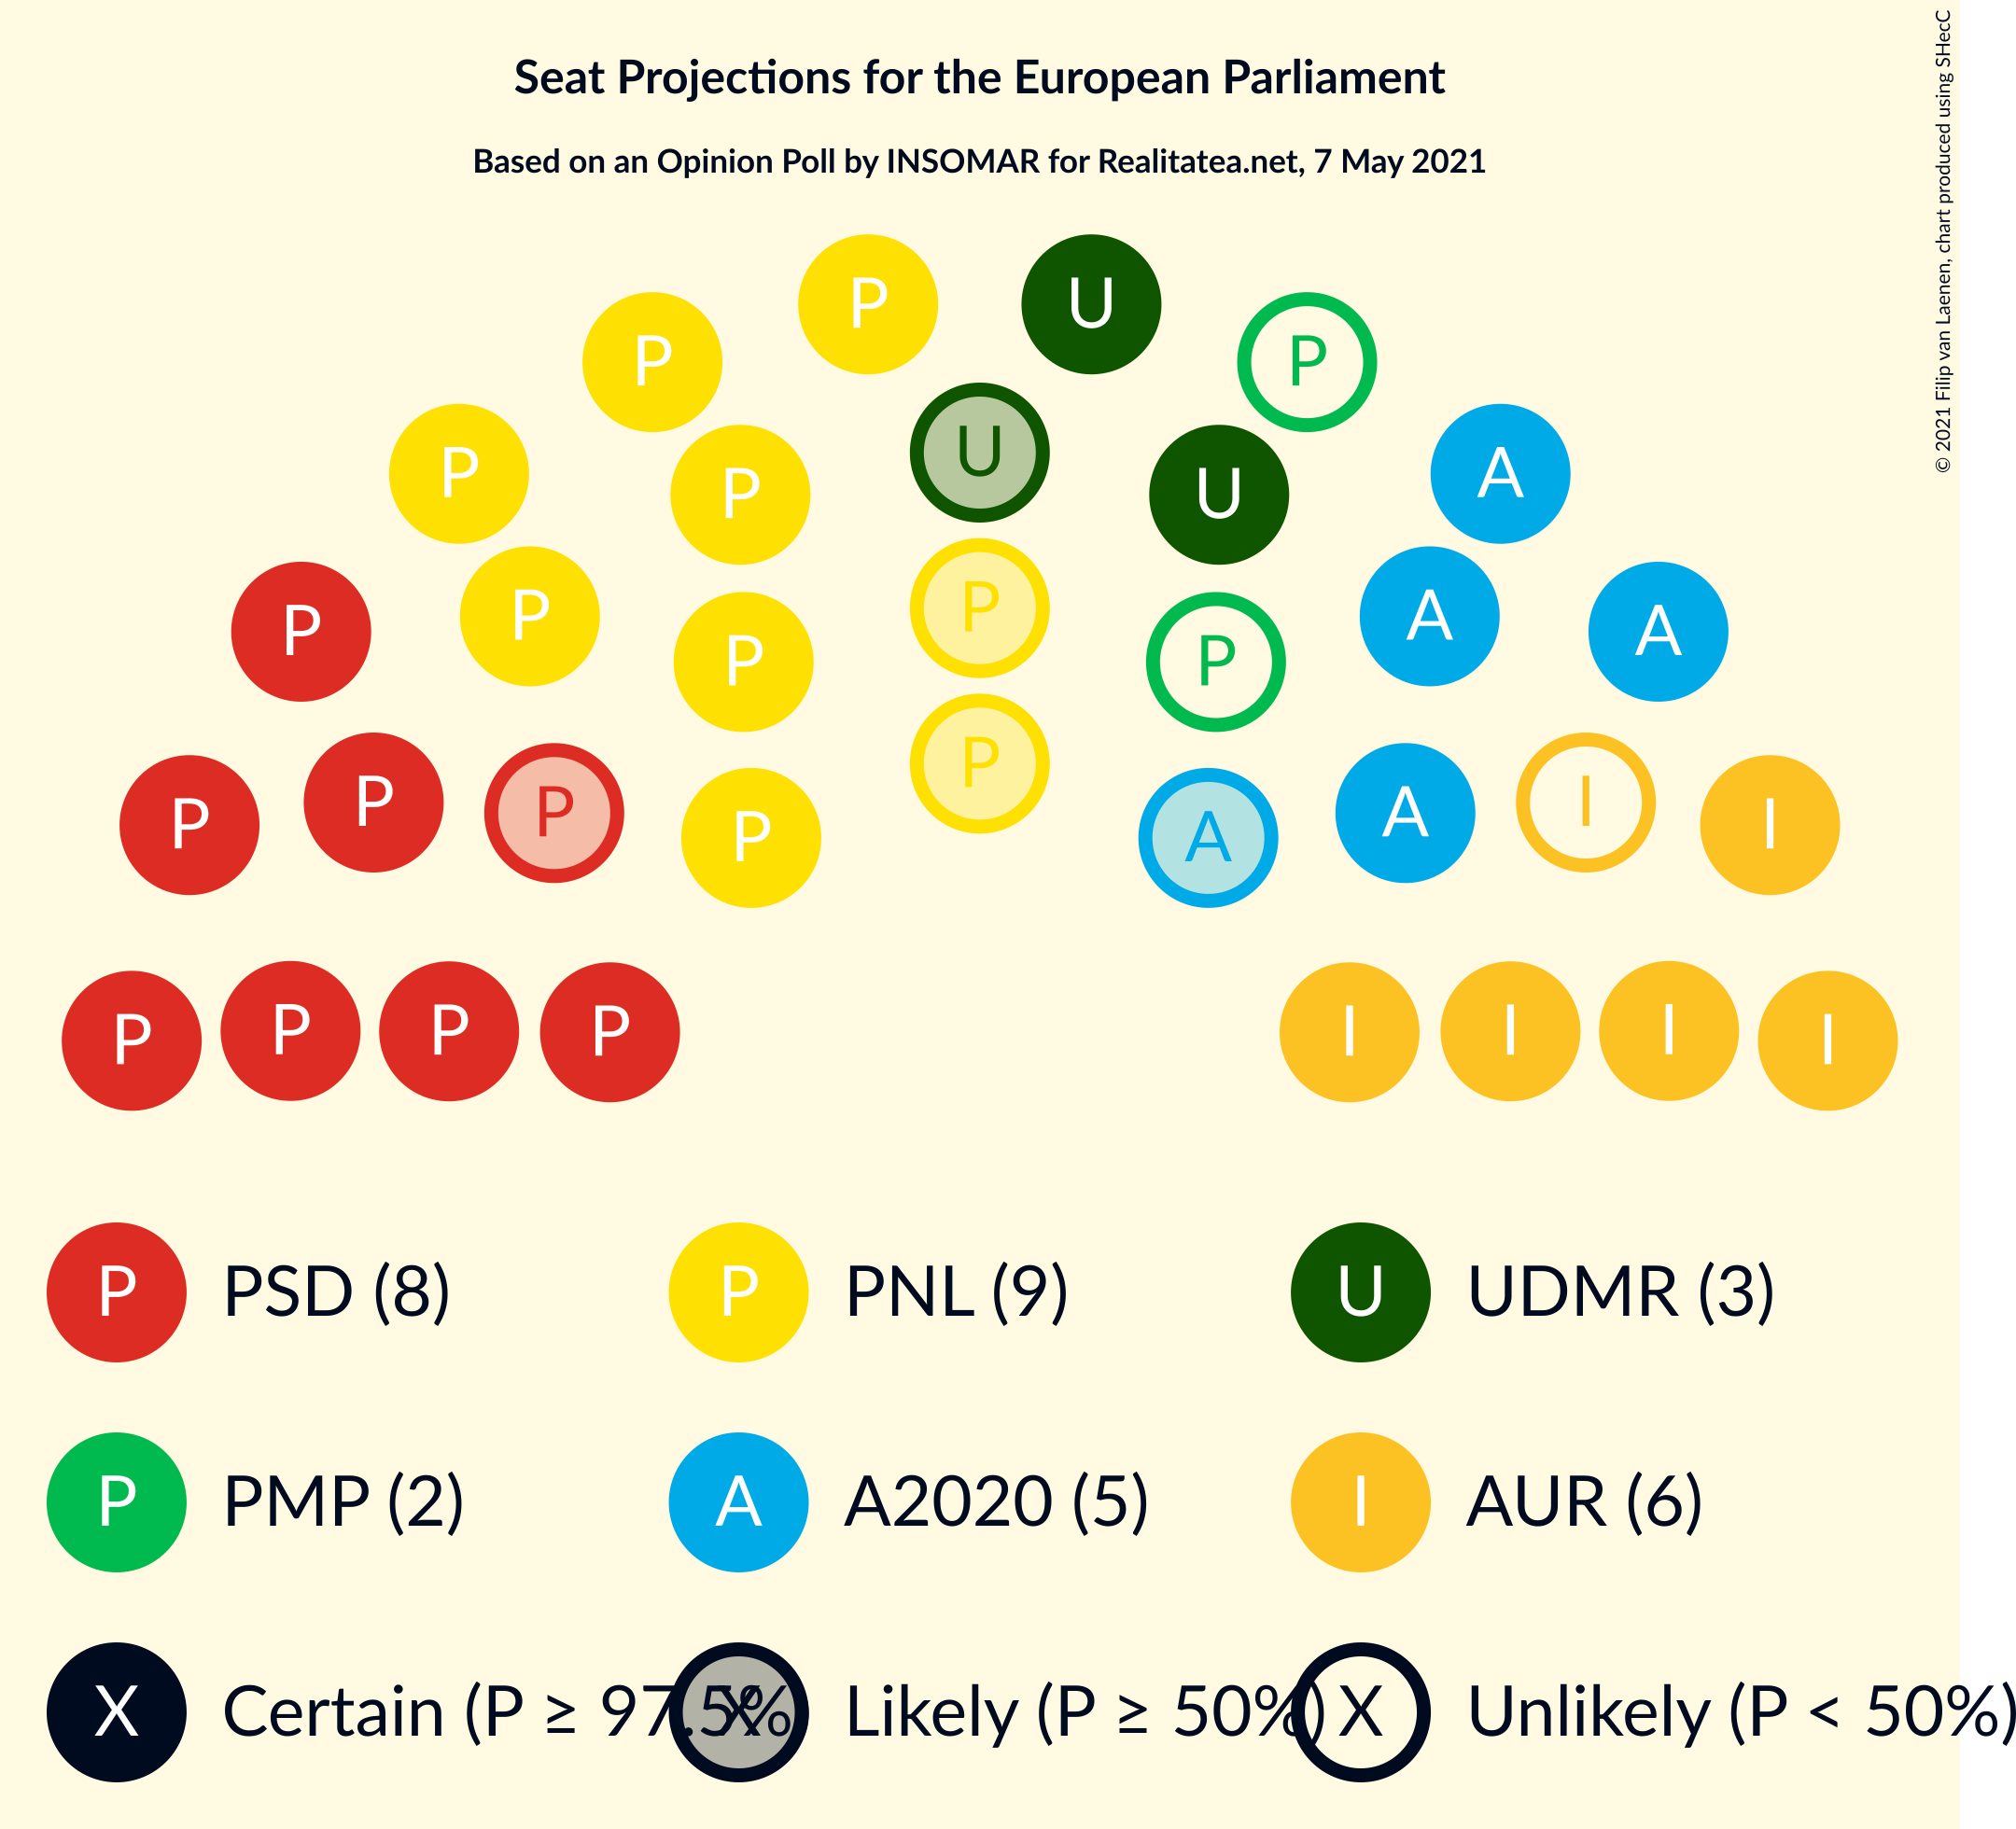 Seat Projections for the European Parliament
Based on an Opinion Poll by INSOMAR for Realitatea.net, 7 May 2021
© 2021 Filip van Laenen, chart produced using SHecC
P U
P P
P A
P U U
P P A
P P A
P P P
P P I I
P P A A
P P P P I I I I
P PSD (8) P PNL (9) U UDMR (3)
P PMP (2) A A2020 (5) I AUR (6)
X Certain (P ≥ 97.5%) X Likely (P ≥ 50%) X Unlikely (P < 50%)